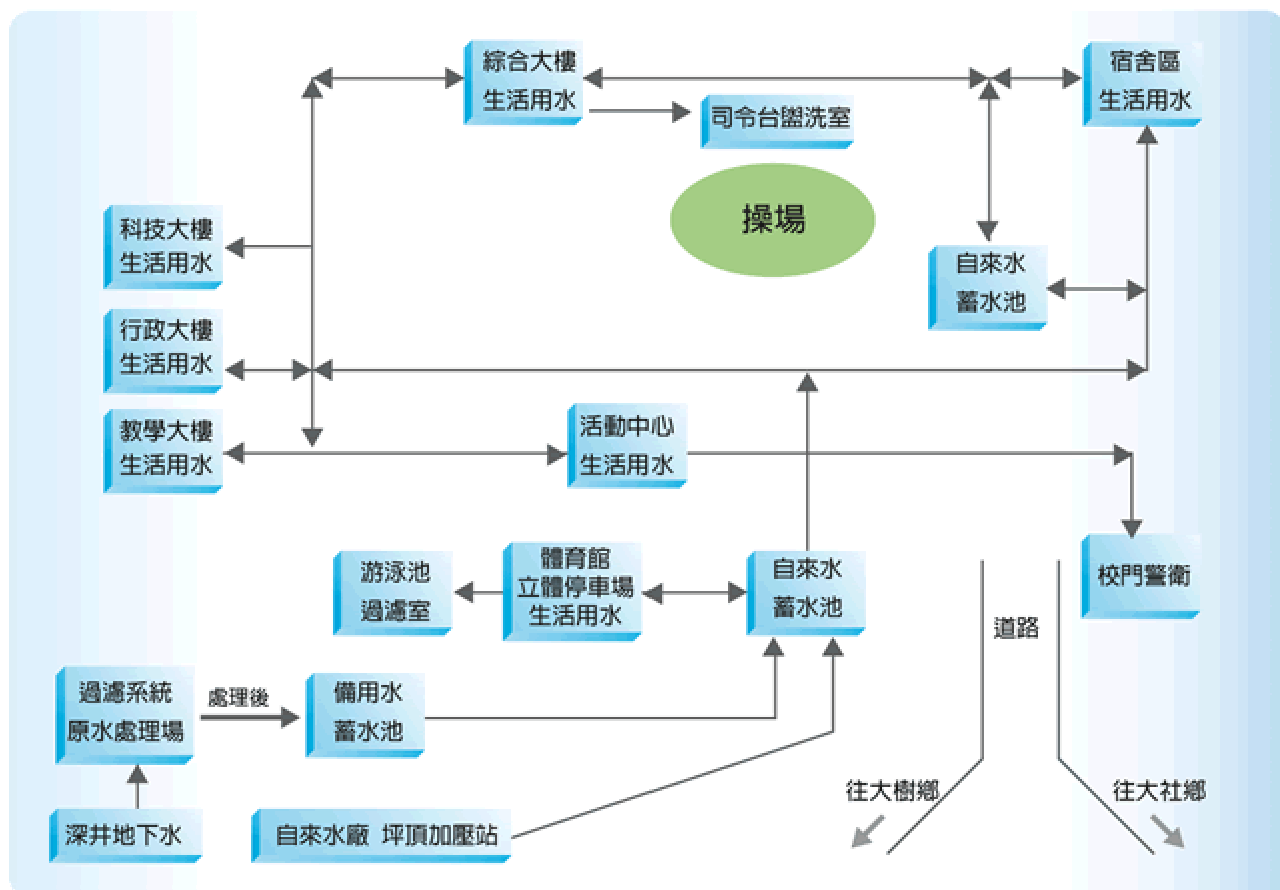 綜合大樓
生活用水
宿舍區
生活用水
司令台盥洗室
操場
科技大樓
生活用水
自來水
蓄水池
行政大樓
生活用水
教學大樓
生活用水
活動中心
生活用水
游泳池
過濾室
體育館
立體停車場
生活用水
自來水
蓄水池
校門警衛
道路
過濾系統
原水處理場
處理後
備用水
蓄水池
往大樹鄉
往大社鄉
深井地下水
自來水廠 坪頂加壓站